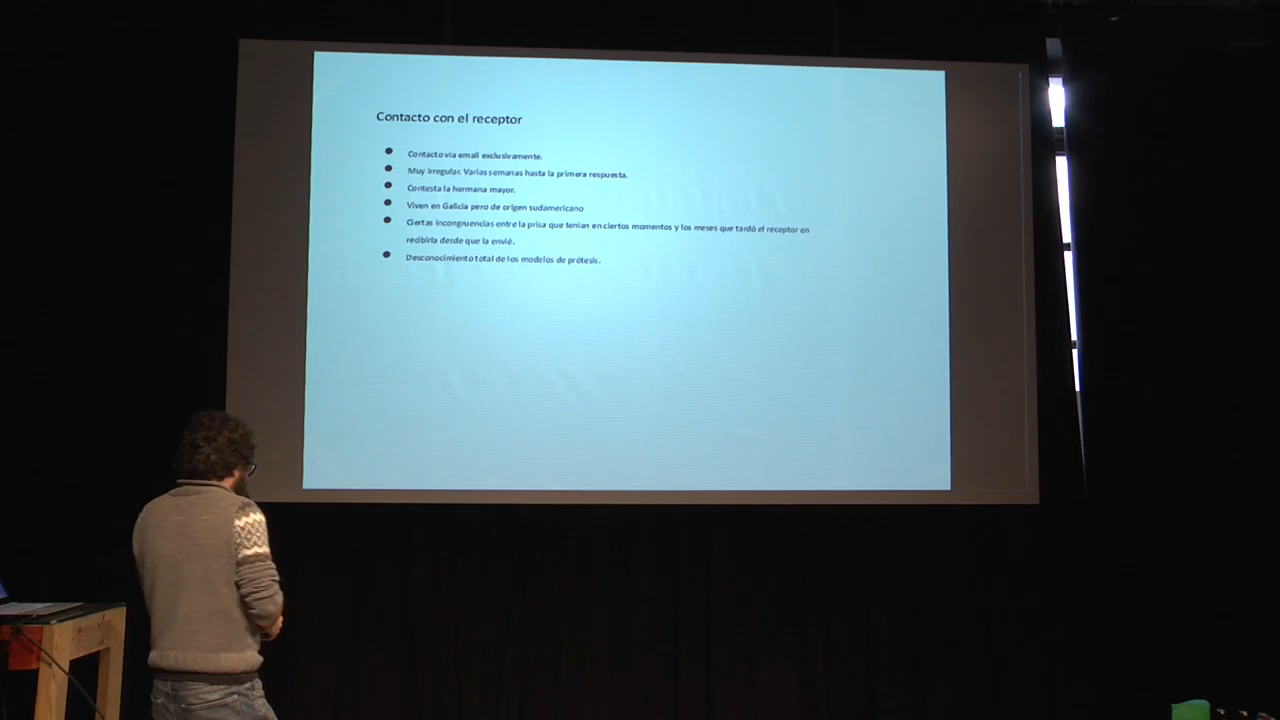 Contacto con el receptor
Contacto vía email exclusivamente.
Muy irregular. Varias semanas hasta la primera respuesta.
Contesta la hermana mayor.
Viven en Galicia pero de origen sudamericano
Ciertas incongruencias entre la prisa que tenían en ciertos momentos y los meses que tardó el receptor en
recibirla desde que la envié.
Desconocimiento total de los modelos de prótesis.